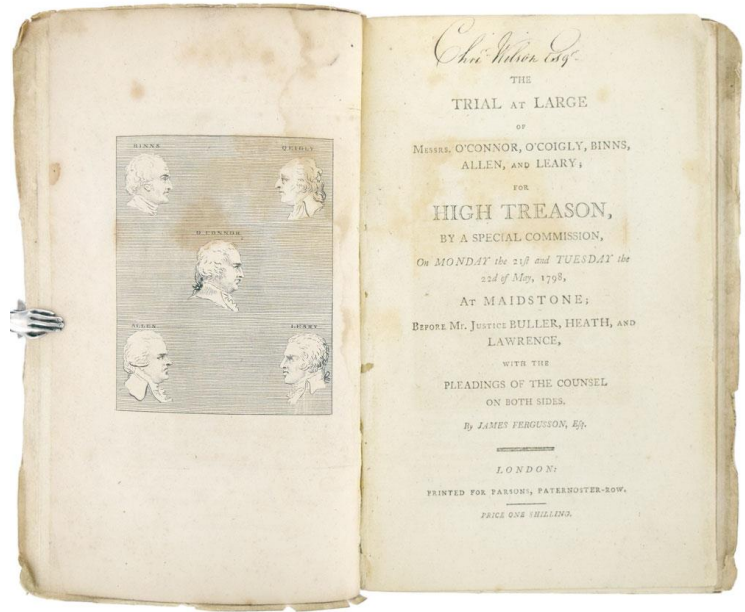 BINNS
QUIGLY
O'CONNOR
ALLEN
LEARY
Chrisr. Wilson Esqr.
THE
TRIAL AT LARGE
OF
Messrs. O'CONNOR, O'COIGLY, BINNS,
ALLEN, AND LEARY;
FOR
HIGH TREASON,
BY A SPECIAL COMMISSION,
On MONDAY the 21ſt and TUESDAY the
22d of May, 1798,
At MAIDSTONE;
Before Mr. Justice BULLER, HEATH, AND
LAWRENCE,
WITH THE
PLEADINGS OF THE COUNSEL
ON BOTH SIDES.
By JAMES FERGUSSON, Eſq.
LONDON:
PRINTED FOR PARSONS, PATERNOSTER-ROW.
PRICE ONE SHILLING.